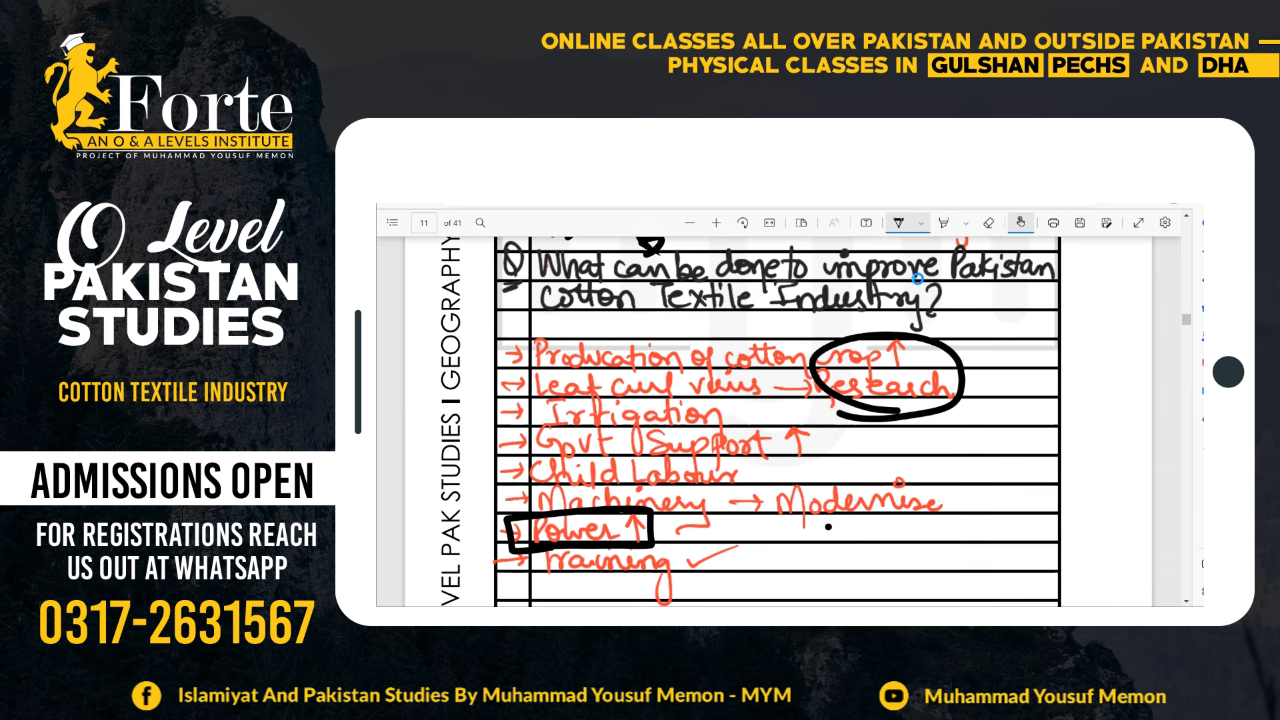 Forte
AN O & A LEVELS INSTITUTE
PROJECT OF MUHAMMAD YOUSUF MEMON
ONLINE CLASSES ALL OVER PAKISTAN AND OUTSIDE PAKISTAN
PHYSICAL CLASSES IN GULSHAN PECHS AND DHA
O Level
PAKISTAN
STUDIES
COTTON TEXTILE INDUSTRY
ADMISSIONS OPEN
FOR REGISTRATIONS REACH
US OUT AT WHATSAPP
0317-2631567
11 of 41
VEL PAK STUDIES I GEOGRAPHY
Q What can be done to improve Pakistan
cotton Textile Industry?
→ Producation of cotton crop ↑
→ Leaf curl virus → Research
→ Irrigation
→ Govt Support ↑
→ Child Labour
→ Machinery → Modernise
→ Power ↑
→ Training ✓
Islamiyat And Pakistan Studies By Muhammad Yousuf Memon - MYM
Muhammad Yousuf Memon